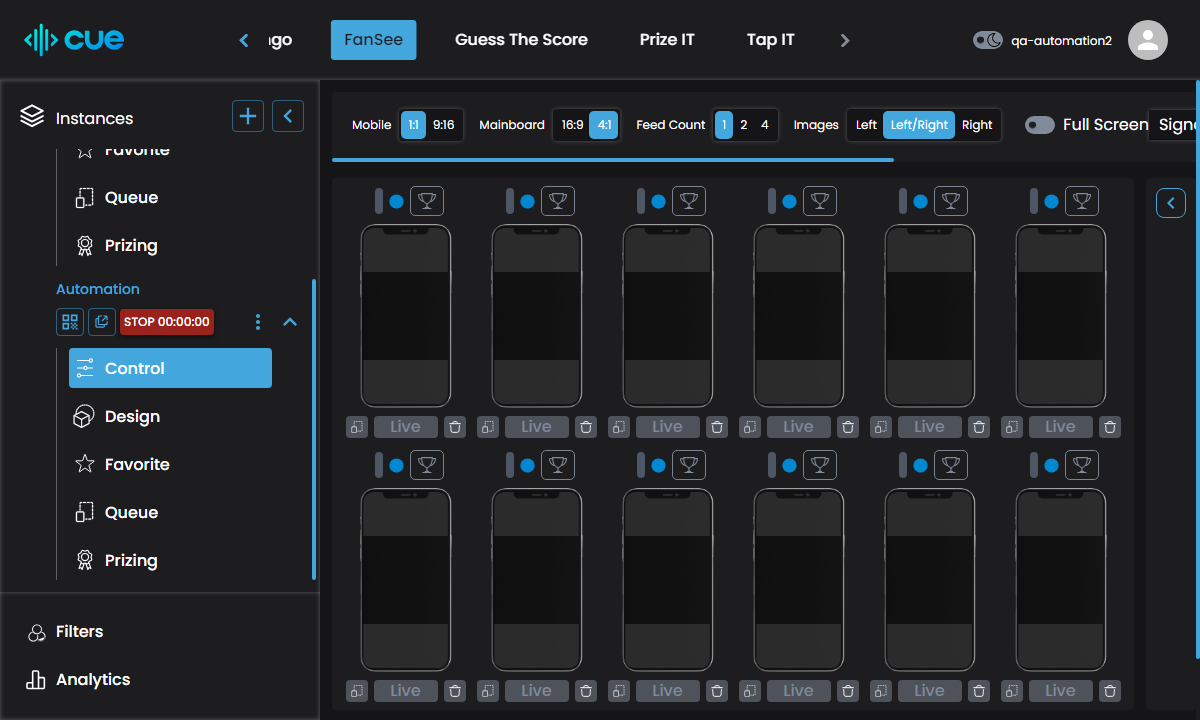 cue
ngo
FanSee
Guess The Score
Prize IT
Tap IT
qa-automation2
Instances
Favorite
Queue
Prizing
Automation
STOP 00:00:00
Control
Design
Favorite
Queue
Prizing
Filters
Analytics
Mobile 1:1 9:16 Mainboard 16:9 4:1 Feed Count 1 2 4 Images Left Left/Right Right Full Screen
Live Live Live Live Live Live
Live Live Live Live Live Live